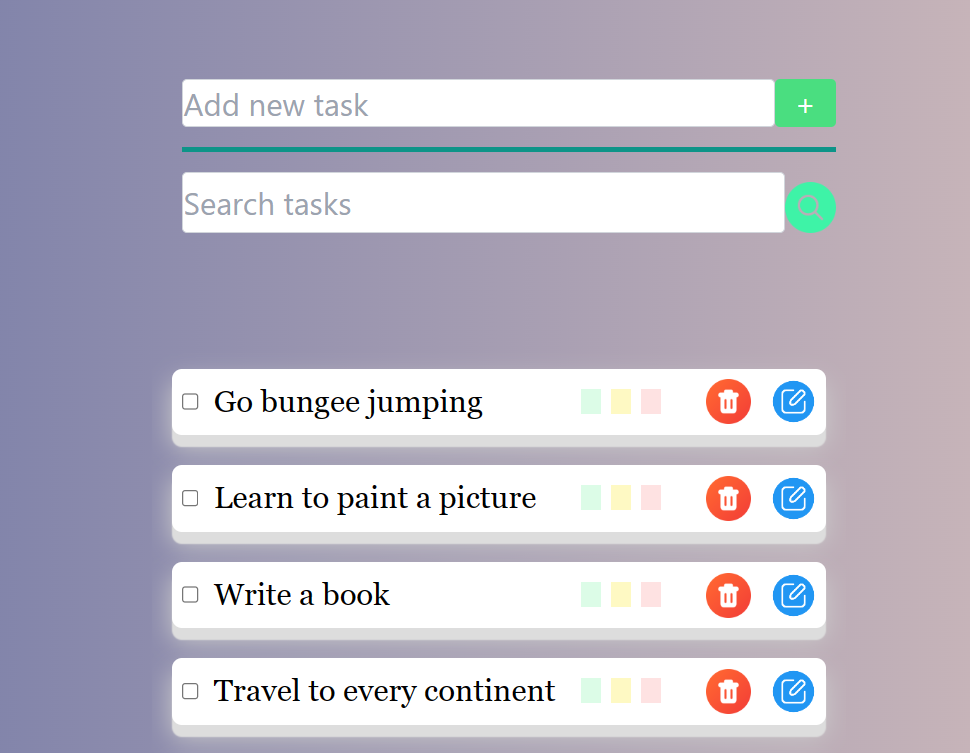 Add new task
+
Search tasks
Go bungee jumping
Learn to paint a picture
Write a book
Travel to every continent